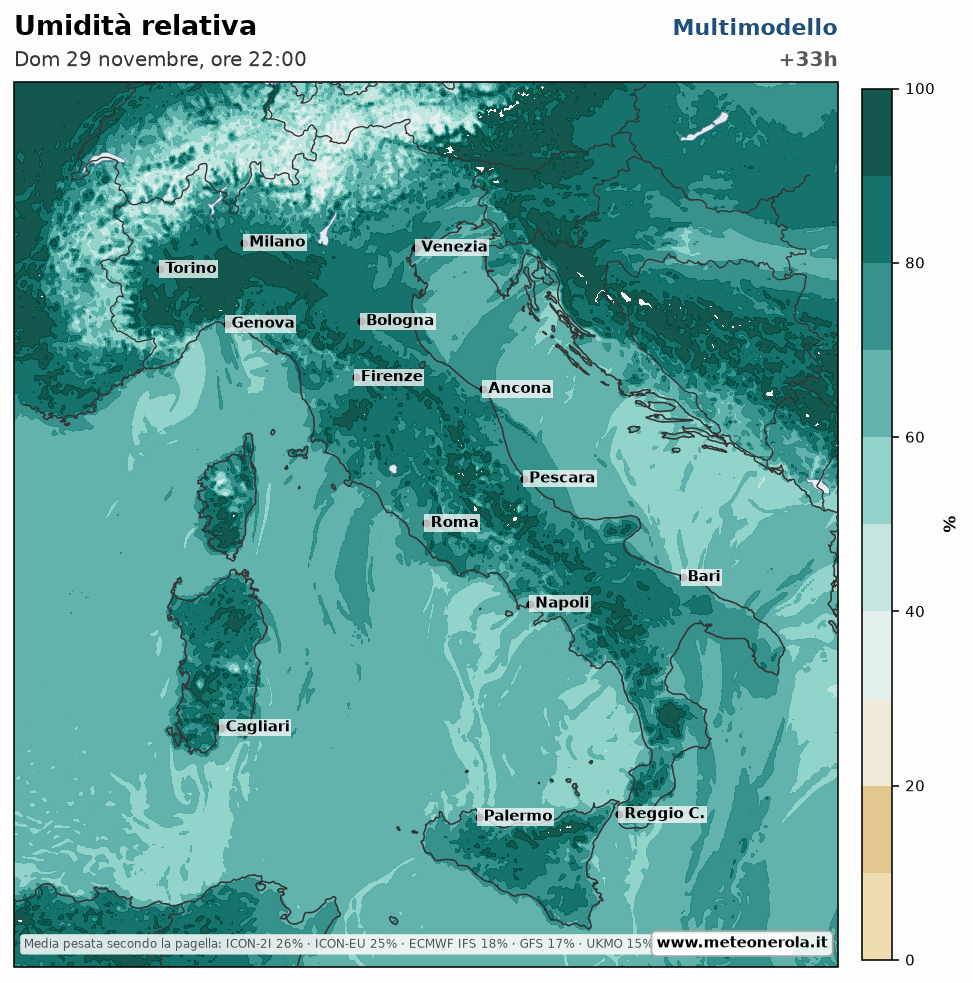 Umidità relativa
Multimodello
Dom 29 novembre, ore 22:00
+33h
100
80
60
40
20
0
%
Milano
Venezia
Torino
Genova
Bologna
Firenze
Ancona
Pescara
Roma
Bari
Napoli
Cagliari
Palermo
Reggio C.
Media pesata secondo la pagella: ICON-2I 26% · ICON-EU 25% · ECMWF IFS 18% · GFS 17% · UKMO 15%
www.meteonerola.it